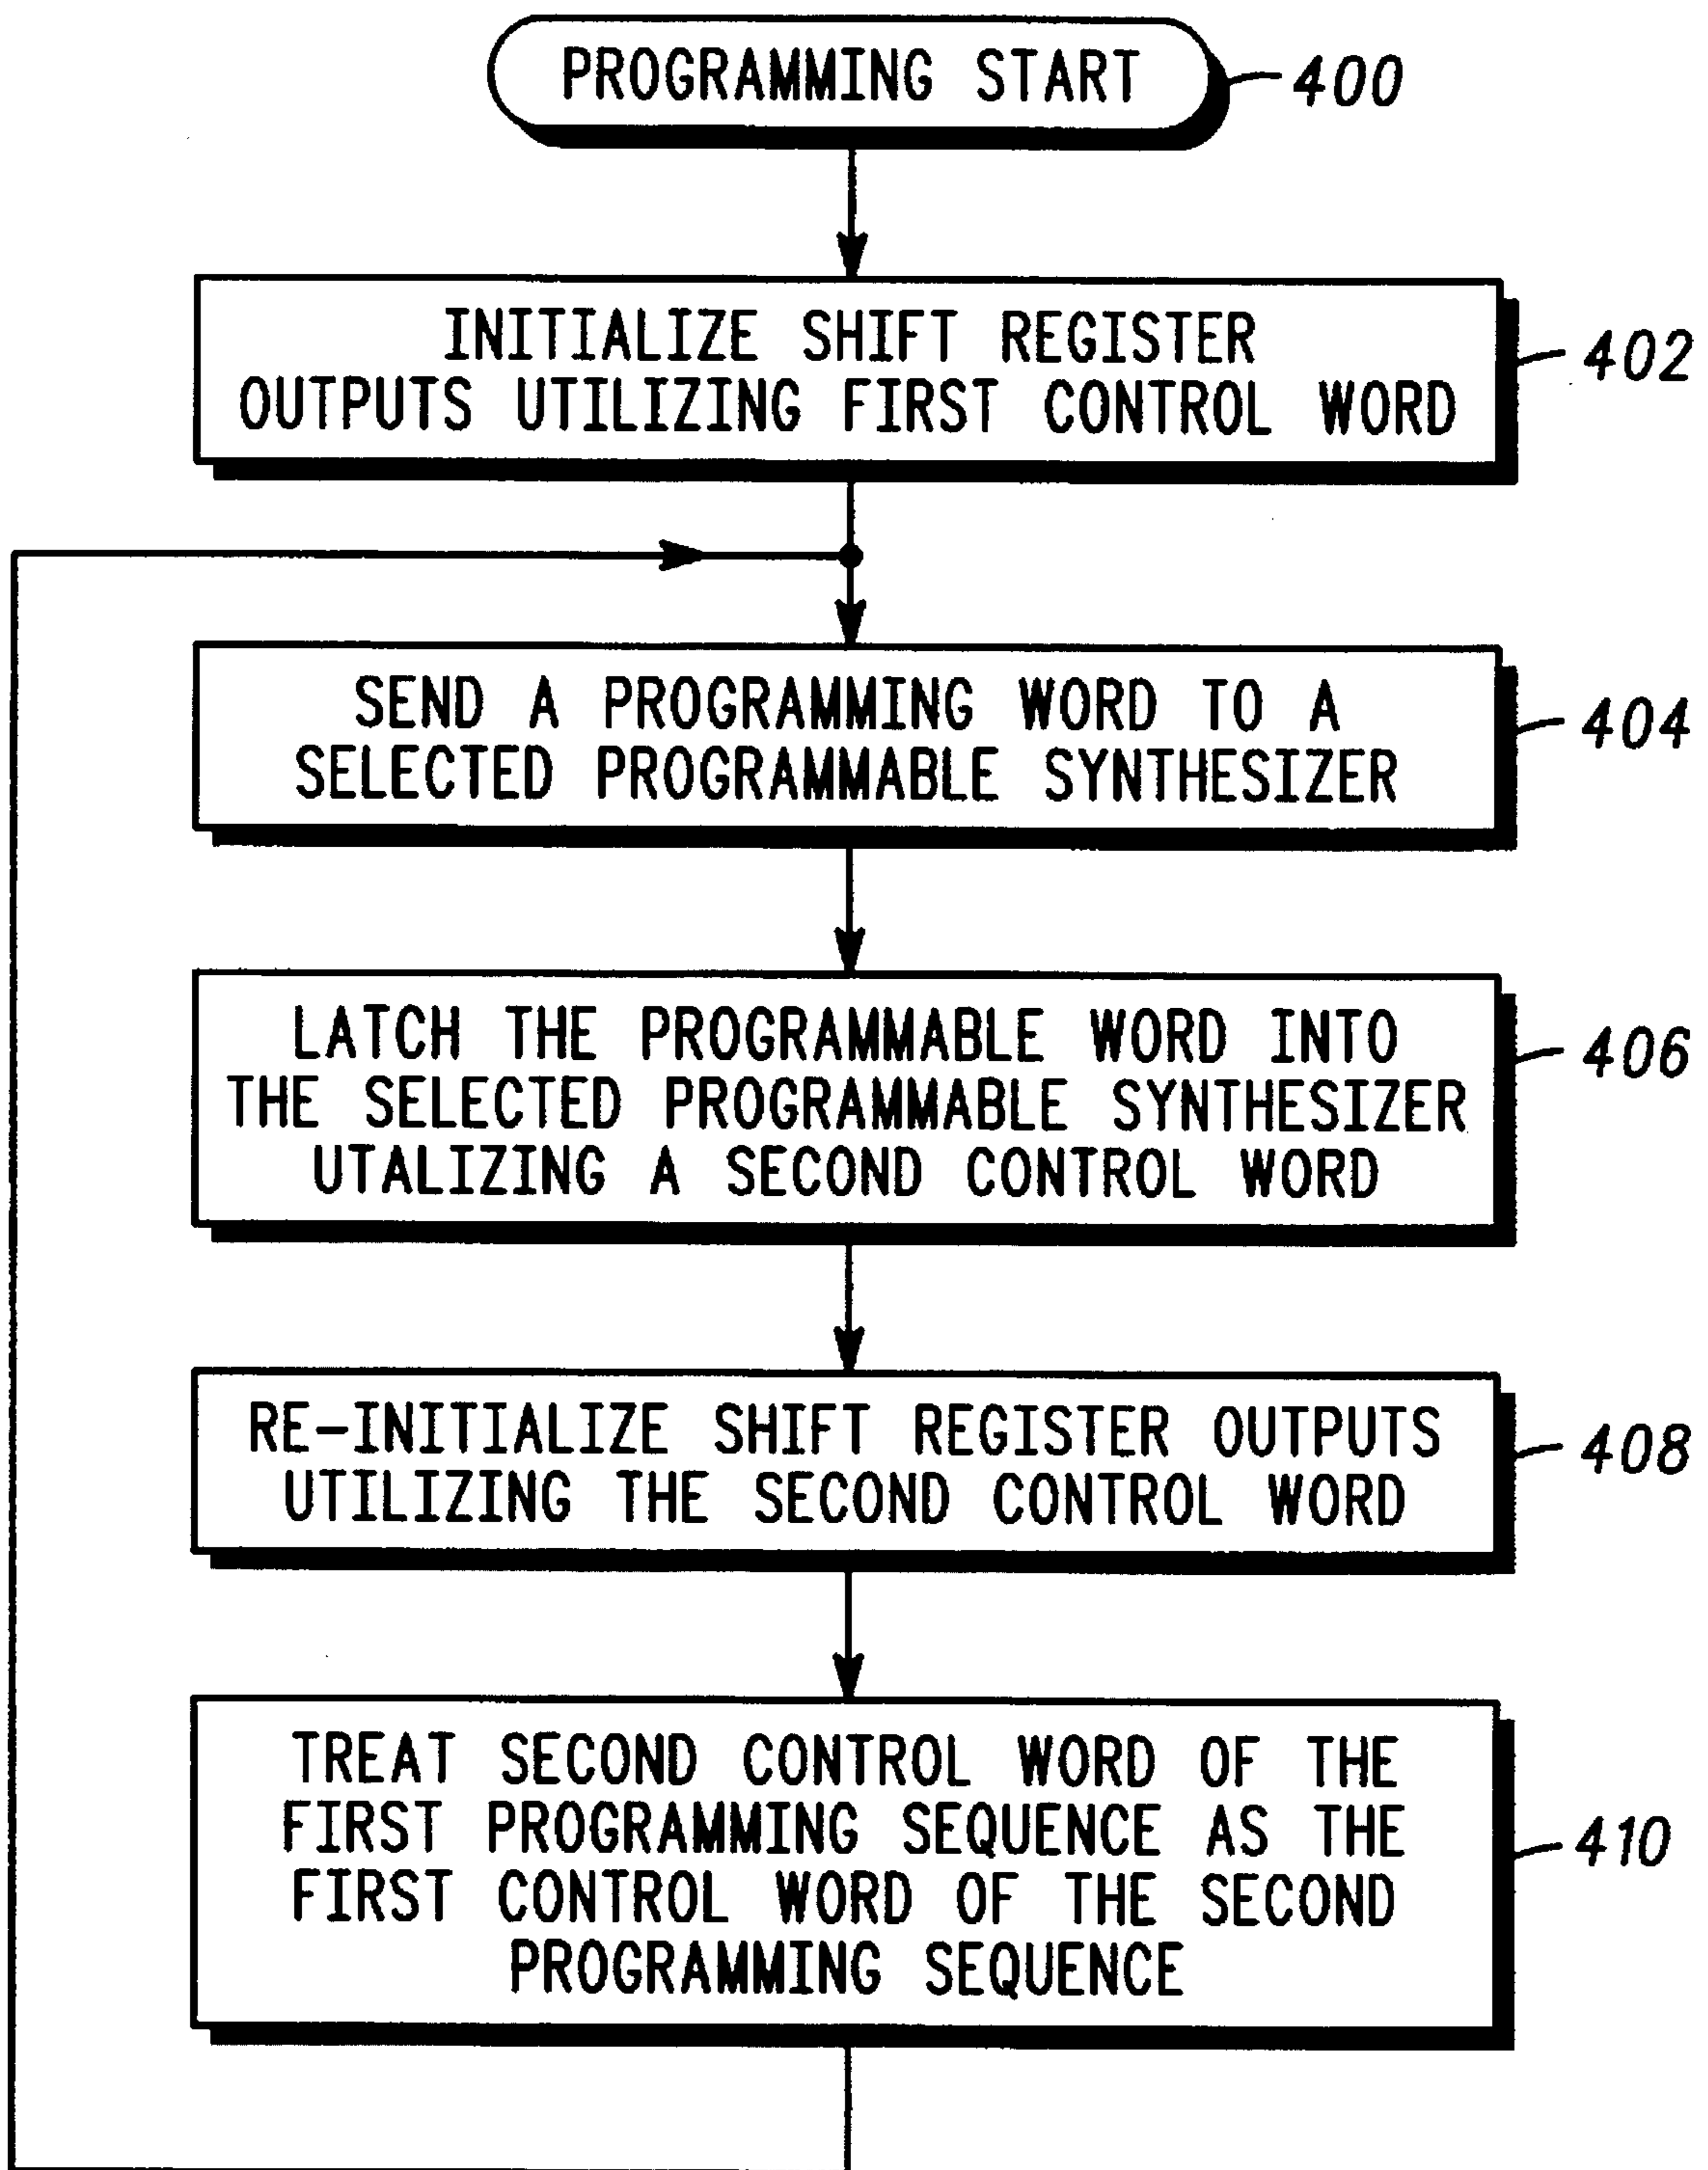 PROGRAMMING START
400
INITIALIZE SHIFT REGISTER
OUTPUTS UTILIZING FIRST CONTROL WORD
402
SEND A PROGRAMMING WORD TO A
SELECTED PROGRAMMABLE SYNTHESIZER
404
LATCH THE PROGRAMMABLE WORD INTO
THE SELECTED PROGRAMMABLE SYNTHESIZER
UTALIZING A SECOND CONTROL WORD
406
RE-INITIALIZE SHIFT REGISTER OUTPUTS
UTILIZING THE SECOND CONTROL WORD
408
TREAT SECOND CONTROL WORD OF THE
FIRST PROGRAMMING SEQUENCE AS THE
FIRST CONTROL WORD OF THE SECOND
PROGRAMMING SEQUENCE
410